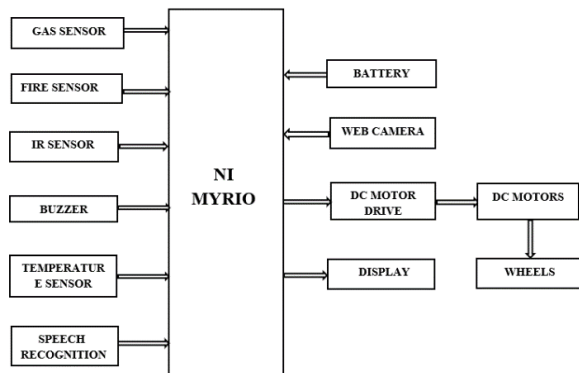 GAS SENSOR
FIRE SENSOR
IR SENSOR
BUZZER
TEMPERATUR
E SENSOR
SPEECH
RECOGNITION
NI
MYRIO
BATTERY
WEB CAMERA
DC MOTOR
DRIVE
DISPLAY
DC MOTORS
WHEELS